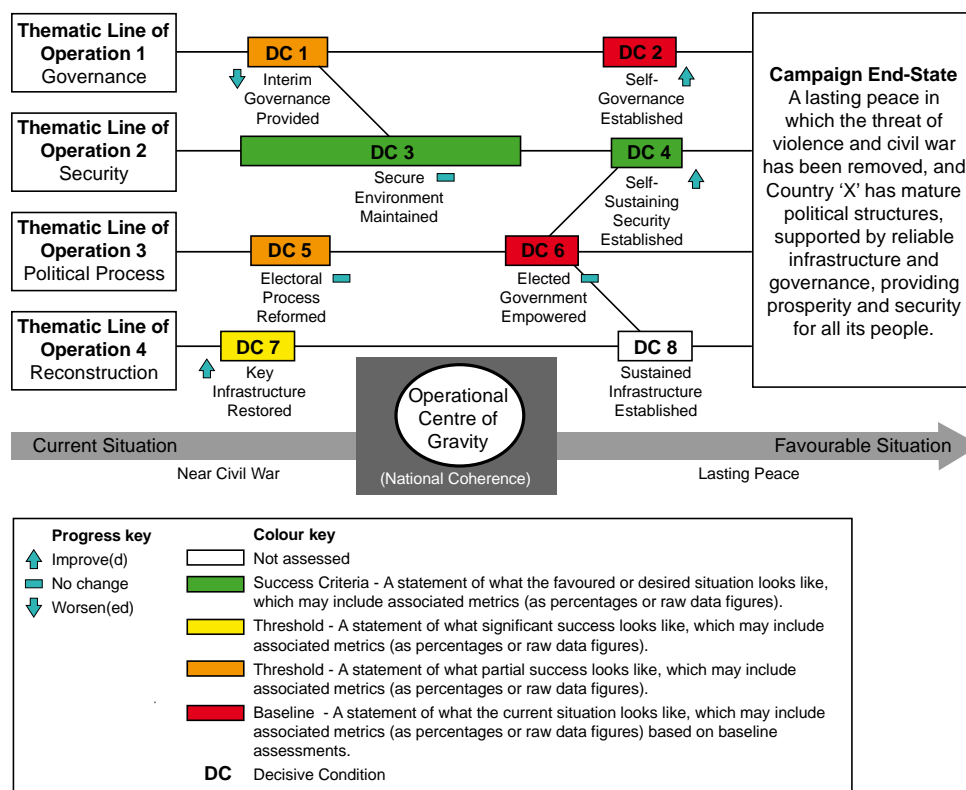 Thematic Line of
Operation 1
Governance
DC 1
Interim
Governance
Provided
DC 2
Self-
Governance
Established
Thematic Line of
Operation 2
Security
DC 3
Secure
Environment
Maintained
DC 4
Self-
Sustaining
Security
Established
Thematic Line of
Operation 3
Political Process
DC 5
Electoral
Process
Reformed
DC 6
Elected
Government
Empowered
Thematic Line of
Operation 4
Reconstruction
DC 7
Key
Infrastructure
Restored
DC 8
Sustained
Infrastructure
Established
Campaign End-State
A lasting peace in
which the threat of
violence and civil war
has been removed, and
Country ‘X’ has mature
political structures,
supported by reliable
infrastructure and
governance, providing
prosperity and security
for all its people.
Operational
Centre of
Gravity
(National Coherence)
Current Situation
Favourable Situation
Near Civil War
Lasting Peace
Progress key
Improve(d)
No change
Worsen(ed)
Colour key
Not assessed
Success Criteria - A statement of what the favoured or desired situation looks like,
which may include associated metrics (as percentages or raw data figures).
Threshold - A statement of what significant success looks like, which may include
associated metrics (as percentages or raw data figures).
Threshold - A statement of what partial success looks like, which may include
associated metrics (as percentages or raw data figures).
Baseline - A statement of what the current situation looks like, which may include
associated metrics (as percentages or raw data figures) based on baseline
assessments.
DC Decisive Condition